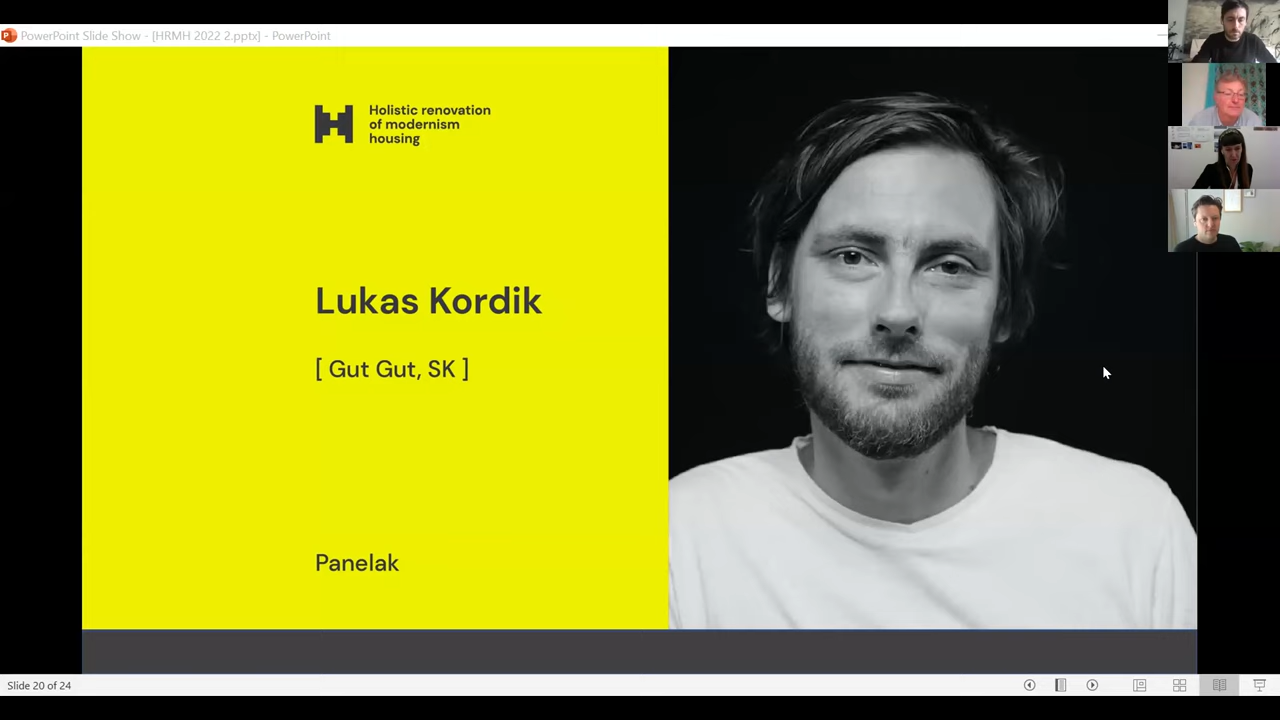 PowerPoint Slide Show - [HRMH 2022 2.pptx] - PowerPoint
Holistic renovation
of modernism
housing
Lukas Kordik
[ Gut Gut, SK ]
Panelak
Slide 20 of 24